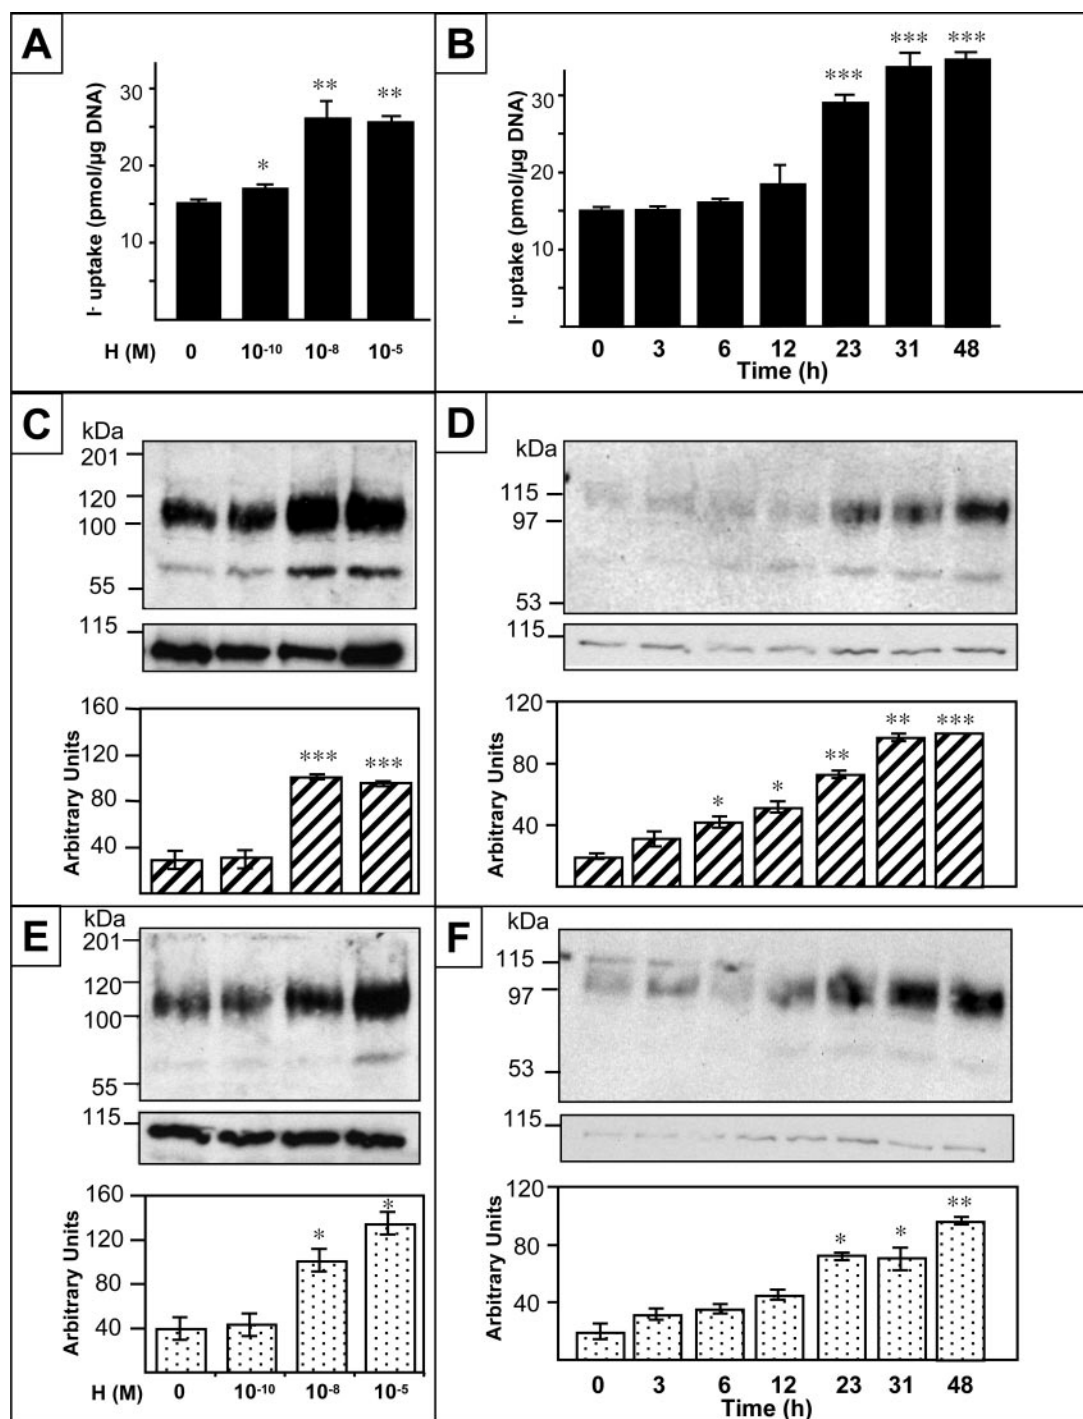 A
I- uptake (pmol/µg DNA)
30
20
10
* ** **
H (M) 0 10-10 10-8 10-5
B
I- uptake (pmol/µg DNA)
30
20
10
*** *** ***
0 3 6 12 23 31 48
Time (h)
C
kDa
201
120
100
55
115
Arbitrary Units
160
120
80
40
*** ***
D
kDa
115
97
53
115
Arbitrary Units
120
80
40
* * ** ** ***
E
kDa
201
120
100
55
115
Arbitrary Units
160
120
80
40
* *
H (M) 0 10-10 10-8 10-5
F
kDa
115
97
53
115
Arbitrary Units
120
80
40
* * **
0 3 6 12 23 31 48
Time (h)